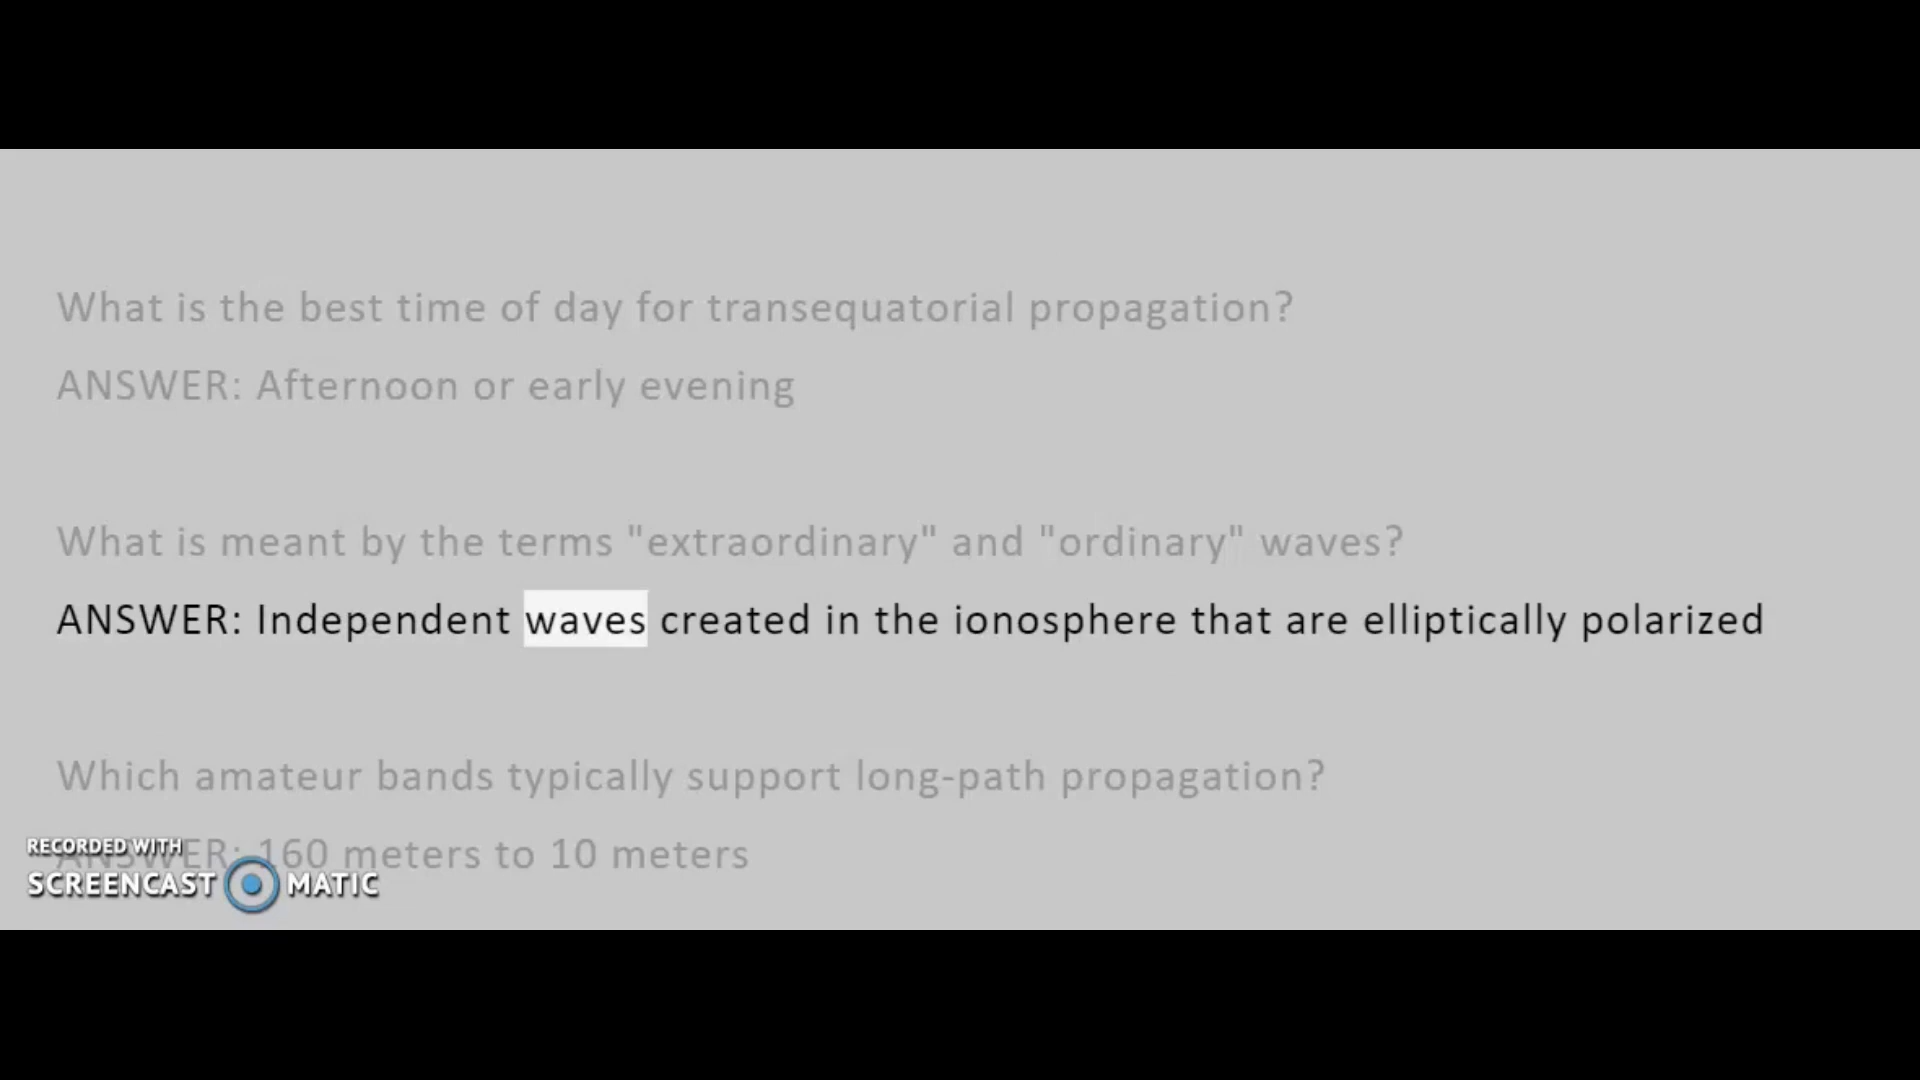 What is the best time of day for transequatorial propagation?
ANSWER: Afternoon or early evening
What is meant by the terms "extraordinary" and "ordinary" waves?
ANSWER: Independent waves created in the ionosphere that are elliptically polarized
Which amateur bands typically support long-path propagation?
ANSWER: 160 meters to 10 meters
RECORDED WITH
SCREENCAST MATIC